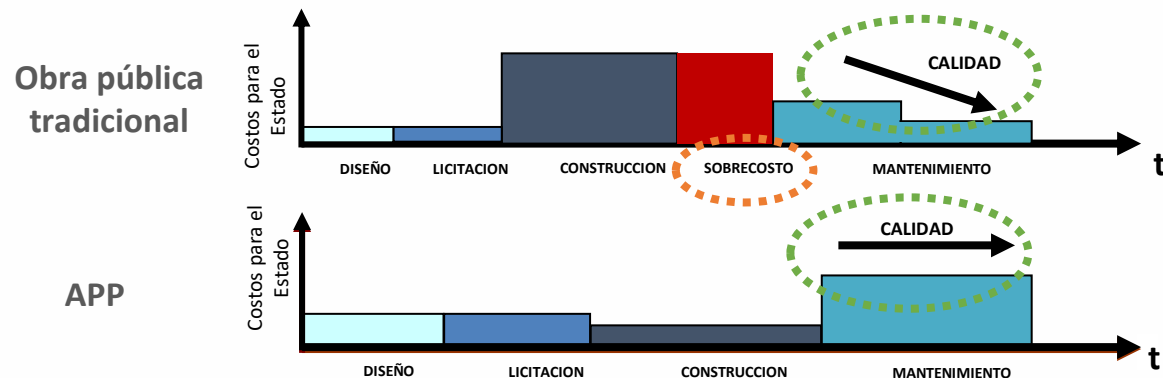 Obra pública
tradicional
Costos para el
Estado
CALIDAD
DISEÑO
LICITACION
CONSTRUCCION
SOBRECOSTO
MANTENIMIENTO
t
APP
Costos para el
Estado
CALIDAD
DISEÑO
LICITACION
CONSTRUCCION
MANTENIMIENTO
t